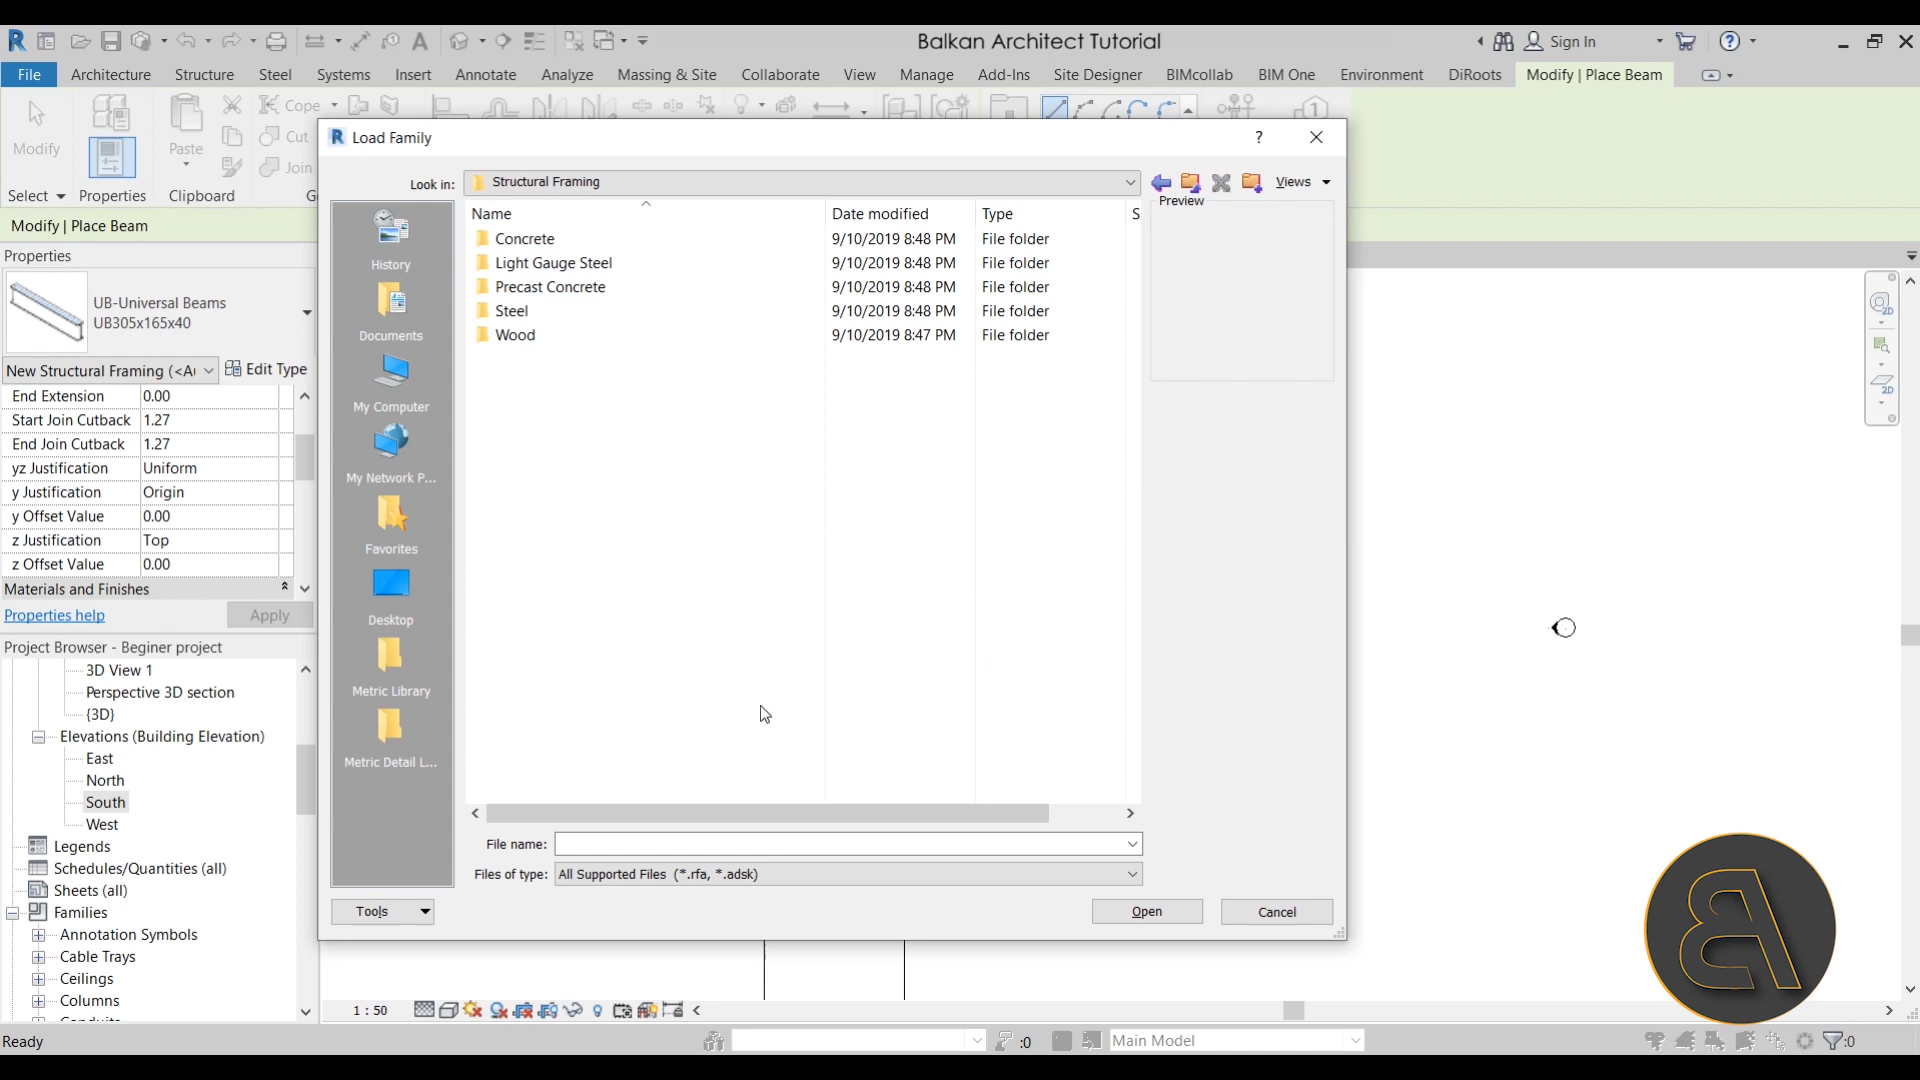 Balkan Architect Tutorial
Sign In
File Architecture Structure Steel Systems Insert Annotate Analyze Massing & Site Collaborate View Manage Add-Ins Site Designer BIMcollab BIM One Environment DiRoots Modify | Place Beam
Modify
Paste
Cope
Cut
Join
Select Properties Clipboard
Modify | Place Beam
Properties
UB-Universal Beams
UB305x165x40
New Structural Framing (<Au Edit Type
End Extension 0.00
Start Join Cutback 1.27
End Join Cutback 1.27
yz Justification Uniform
y Justification Origin
y Offset Value 0.00
z Justification Top
z Offset Value 0.00
Materials and Finishes
Properties help Apply
Project Browser - Beginer project
3D View 1
Perspective 3D section
{3D}
Elevations (Building Elevation)
East
North
South
West
Legends
Schedules/Quantities (all)
Sheets (all)
Families
Annotation Symbols
Cable Trays
Ceilings
Columns
Load Family
Look in: Structural Framing Views
Name Date modified Type S
Concrete 9/10/2019 8:48 PM File folder
Light Gauge Steel 9/10/2019 8:48 PM File folder
Precast Concrete 9/10/2019 8:48 PM File folder
Steel 9/10/2019 8:48 PM File folder
Wood 9/10/2019 8:47 PM File folder
Preview
History
Documents
My Computer
My Network P...
Favorites
Desktop
Metric Library
Metric Detail L...
File name:
Files of type: All Supported Files (*.rfa, *.adsk)
Tools Open Cancel
2D
2D
1 : 50
Ready :0 Main Model :0